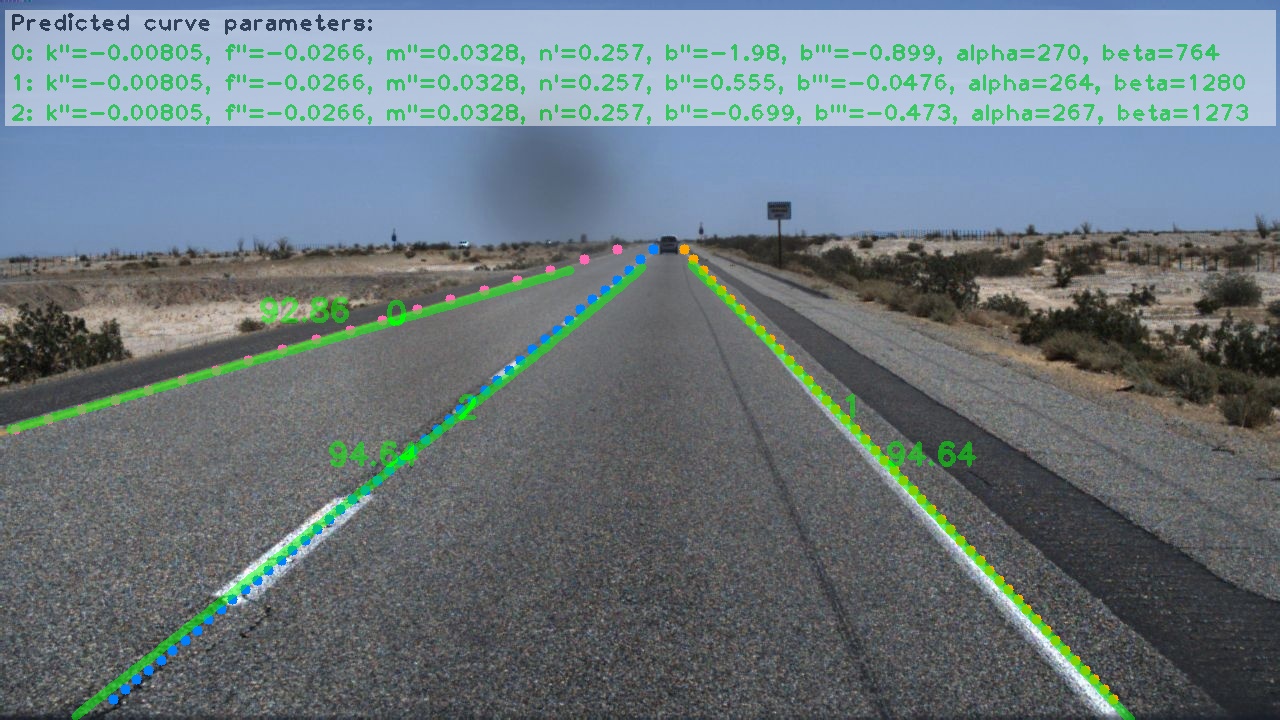 Predicted curve parameters:
0: k''=-0.00805, f''=-0.0266, m''=0.0328, n'=0.257, b''=-1.98, b'''=-0.899, alpha=270, beta=764
1: k''=-0.00805, f''=-0.0266, m''=0.0328, n'=0.257, b''=0.555, b'''=-0.0476, alpha=264, beta=1280
2: k''=-0.00805, f''=-0.0266, m''=0.0328, n'=0.257, b''=-0.699, b'''=-0.473, alpha=267, beta=1273
92.86 0
2 1
94.64 94.64